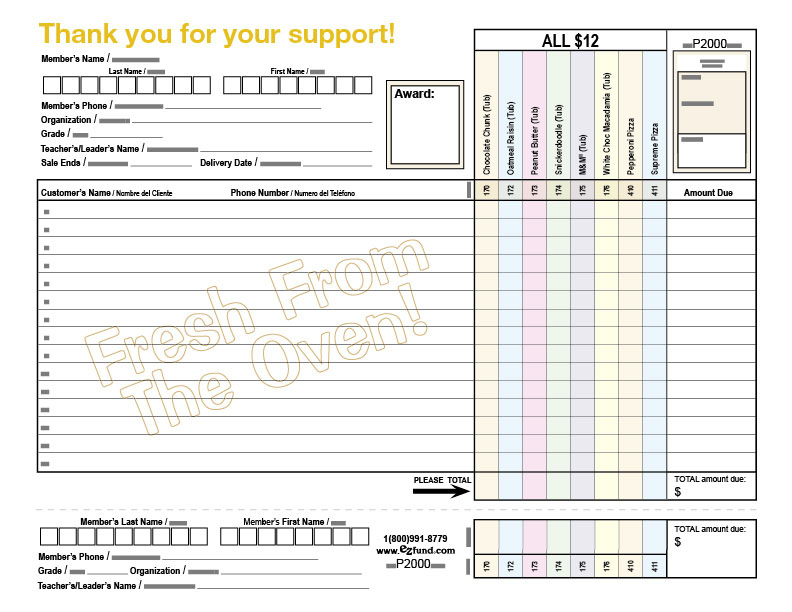 Thank you for your support!
Member's Name /
Last Name / First Name /
Member's Phone /
Organization /
Grade /
Teacher's/Leader's Name /
Sale Ends / Delivery Date /
Award:
ALL $12
P2000
Chocolate Chunk (Tub)
Oatmeal Raisin (Tub)
Peanut Butter (Tub)
Snickerdoodle (Tub)
M&M® (Tub)
White Choc Macadamia (Tub)
Pepperoni Pizza
Supreme Pizza
Customer's Name / Nombre del Cliente Phone Number / Numero del Teléfono 170 172 173 174 175 176 410 411 Amount Due
Fresh From
The Oven!
PLEASE TOTAL
TOTAL amount due:
$
Member's Last Name / Member's First Name /
Member's Phone /
Grade / Organization /
Teacher's/Leader's Name /
1(800)991-8779
www.ezfund.com
P2000
170 172 173 174 175 176 410 411
TOTAL amount due:
$